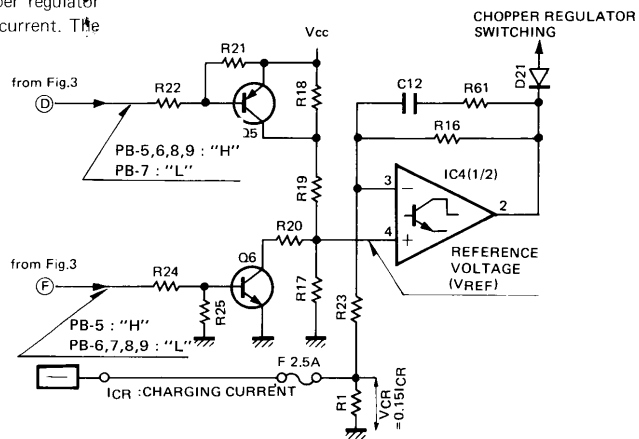 per regulator
current. The
CHOPPER REGULATOR
SWITCHING
Vcc
R21
from Fig.3
D
R22
R18
Q5
C12
R61
D21
R16
PB-5,6,8,9 : "H"
PB-7 : "L"
R19
IC4(1/2)
3
−
2
R20
4
+
from Fig.3
F
R24
Q6
R25
R17
R23
REFERENCE
VOLTAGE
(VREF)
PB-5 : "H"
PB-6,7,8,9 : "L"
F 2.5A
−
ICR :CHARGING CURRENT
R1
VCR
=0.15ICR